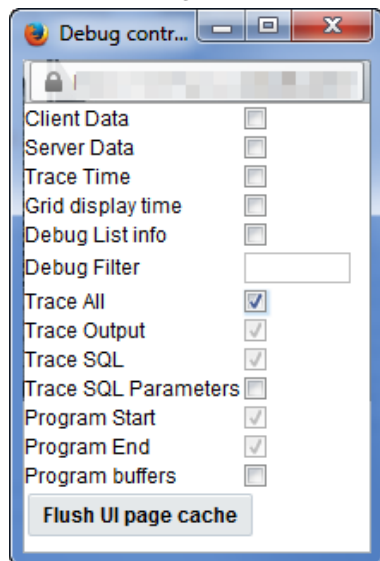 Debug contr...
Client Data
Server Data
Trace Time
Grid display time
Debug List info
Debug Filter
Trace All
Trace Output
Trace SQL
Trace SQL Parameters
Program Start
Program End
Program buffers
Flush UI page cache